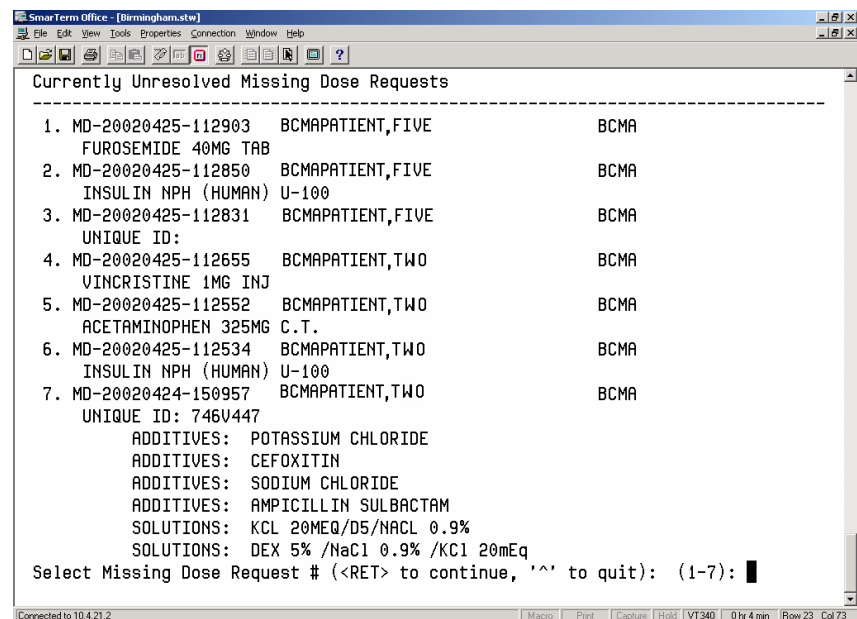 SmarTerm Office - [Birmingham.stw]
File Edit View Tools Properties Connection Window Help
Currently Unresolved Missing Dose Requests
--------------------------------------------------------------------------------
1. MD-20020425-112903 BCMAPATIENT,FIVE BCMA
FUROSEMIDE 40MG TAB
2. MD-20020425-112850 BCMAPATIENT,FIVE BCMA
INSULIN NPH (HUMAN) U-100
3. MD-20020425-112831 BCMAPATIENT,FIVE BCMA
UNIQUE ID:
4. MD-20020425-112655 BCMAPATIENT,TWO BCMA
VINCRISTINE 1MG INJ
5. MD-20020425-112552 BCMAPATIENT,TWO BCMA
ACETAMINOPHEN 325MG C.T.
6. MD-20020425-112534 BCMAPATIENT,TWO BCMA
INSULIN NPH (HUMAN) U-100
7. MD-20020424-150957 BCMAPATIENT,TWO BCMA
UNIQUE ID: 746V447
ADDITIVES: POTASSIUM CHLORIDE
ADDITIVES: CEFOXITIN
ADDITIVES: SODIUM CHLORIDE
ADDITIVES: AMPICILLIN SULBACTAM
SOLUTIONS: KCL 20MEQ/D5/NACL 0.9%
SOLUTIONS: DEX 5% /NaCl 0.9% /KCl 20mEq
Select Missing Dose Request # (<RET> to continue, '^' to quit): (1-7):
Connected to 10.4.21.2 Macro Print Capture Hold VT340 0 hr 4 min Row 23 Col 73